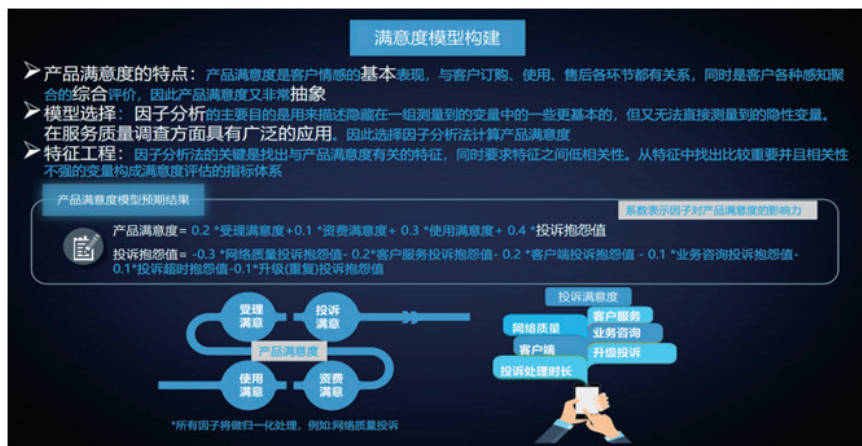 满意度模型构建
产品满意度的特点：产品满意度是客户情感的基本表现，与客户订购、使用、售后各环节都有关系，同时是客户各种感知聚
合的综合评价，因此产品满意度又非常抽象
模型选择：因子分析的主要目的是用来描述隐藏在一组测量到的变量中的一些更基本的，但又无法直接测量到的隐性变量。
在服务质量调查方面具有广泛的应用。因此选择因子分析法计算产品满意度
特征工程：因子分析法的关键是找出与产品满意度有关的特征，同时要求特征之间低相关性。从特征中找出比较重要并且相关性
不强的变量构成满意度评估的指标体系
产品满意度模型预期结果
系数表示因子对产品满意度的影响力
产品满意度= 0.2 *受理满意度+0.1 *资费满意度+ 0.3 *使用满意度+ 0.4 *投诉抱怨值
投诉抱怨值= -0.3 *网络质量投诉抱怨值- 0.2*客户服务投诉抱怨值- 0.2 *客户端投诉抱怨值 - 0.1 *业务咨询投诉抱怨值-
0.1*投诉超时抱怨值-0.1*升级(重复)投诉抱怨值
受理
满意
投诉
满意
产品满意度
使用
满意
资费
满意
*所有因子将做归一化处理，例如:网络质量投诉
投诉满意度
客户服务
网络质量
业务咨询
客户端
升级投诉
投诉处理时长